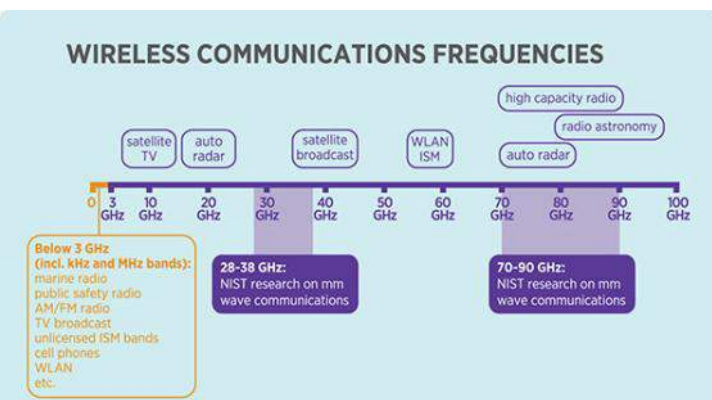 WIRELESS COMMUNICATIONS FREQUENCIES
high capacity radio
radio astronomy
auto radar
satellite
TV
auto
radar
satellite
broadcast
WLAN
ISM
0
3
GHz
10
GHz
20
GHz
30
GHz
40
GHz
50
GHz
60
GHz
70
GHz
80
GHz
90
GHz
100
GHz
Below 3 GHz
(incl. kHz and MHz bands):
marine radio
public safety radio
AM/FM radio
TV broadcast
unlicensed ISM bands
cell phones
WLAN
etc.
28-38 GHz:
NIST research on mm
wave communications
70-90 GHz:
NIST research on mm
wave communications